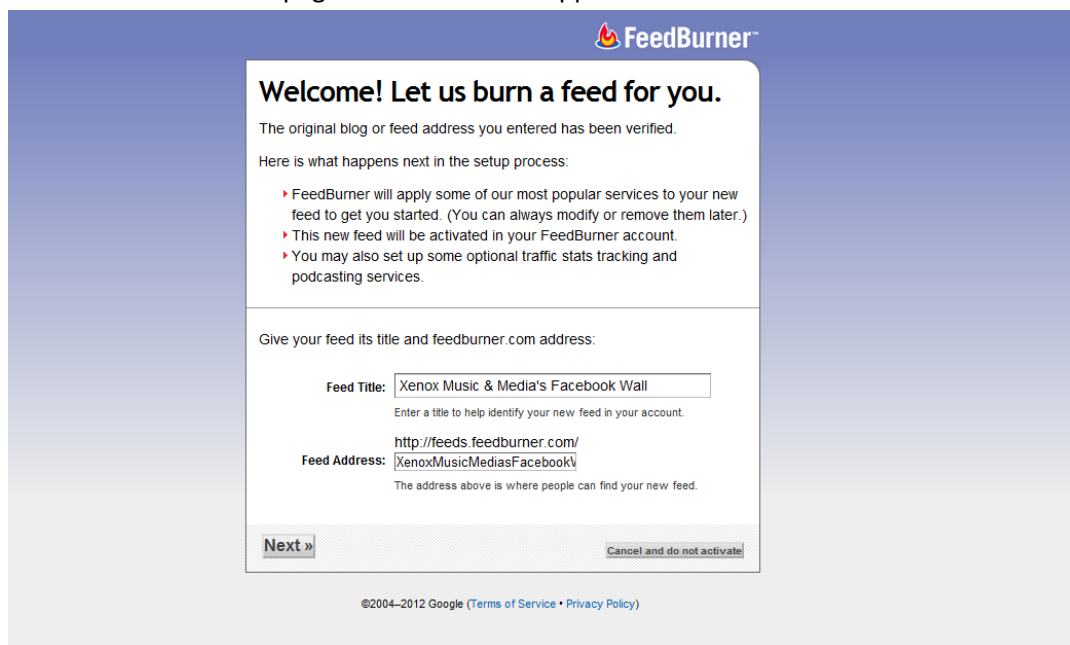 FeedBurner™
Welcome! Let us burn a feed for you.
The original blog or feed address you entered has been verified.
Here is what happens next in the setup process:
FeedBurner will apply some of our most popular services to your new
feed to get you started. (You can always modify or remove them later.)
This new feed will be activated in your FeedBurner account.
You may also set up some optional traffic stats tracking and
podcasting services.
Give your feed its title and feedburner.com address:
Feed Title: Xenox Music & Media's Facebook Wall
Enter a title to help identify your new feed in your account.
http://feeds.feedburner.com/
Feed Address: XenoxMusicMediasFacebook
The address above is where people can find your new feed.
Next » Cancel and do not activate
©2004–2012 Google (Terms of Service • Privacy Policy)